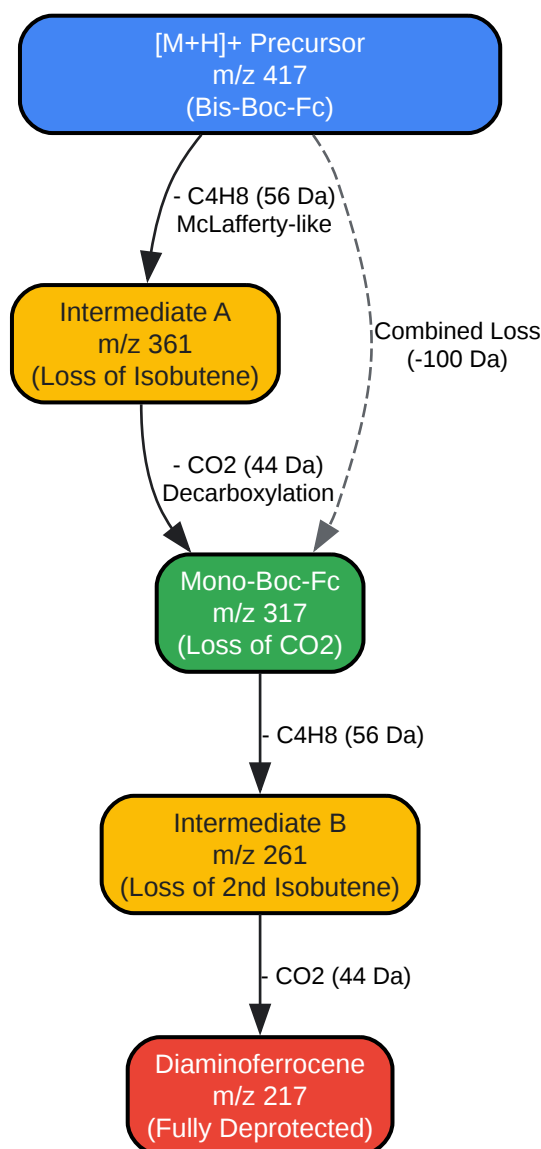 [M+H]+ Precursor
m/z 417
(Bis-Boc-Fc)
- C4H8 (56 Da)
McLafferty-like
Intermediate A
m/z 361
(Loss of Isobutene)
Combined Loss
(-100 Da)
- CO2 (44 Da)
Decarboxylation
Mono-Boc-Fc
m/z 317
(Loss of CO2)
- C4H8 (56 Da)
Intermediate B
m/z 261
(Loss of 2nd Isobutene)
- CO2 (44 Da)
Diaminoferrocene
m/z 217
(Fully Deprotected)